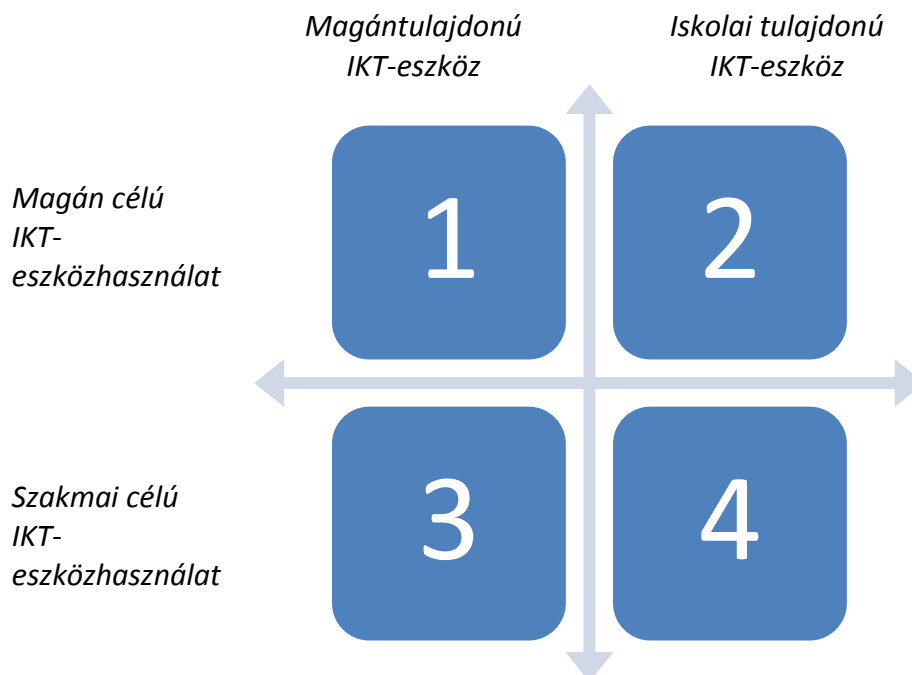 Magántulajdonú
IKT-eszköz
Iskolai tulajdonú
IKT-eszköz
Magán célú
IKT-
eszközhasználat
1
2
Szakmai célú
IKT-
eszközhasználat
3
4